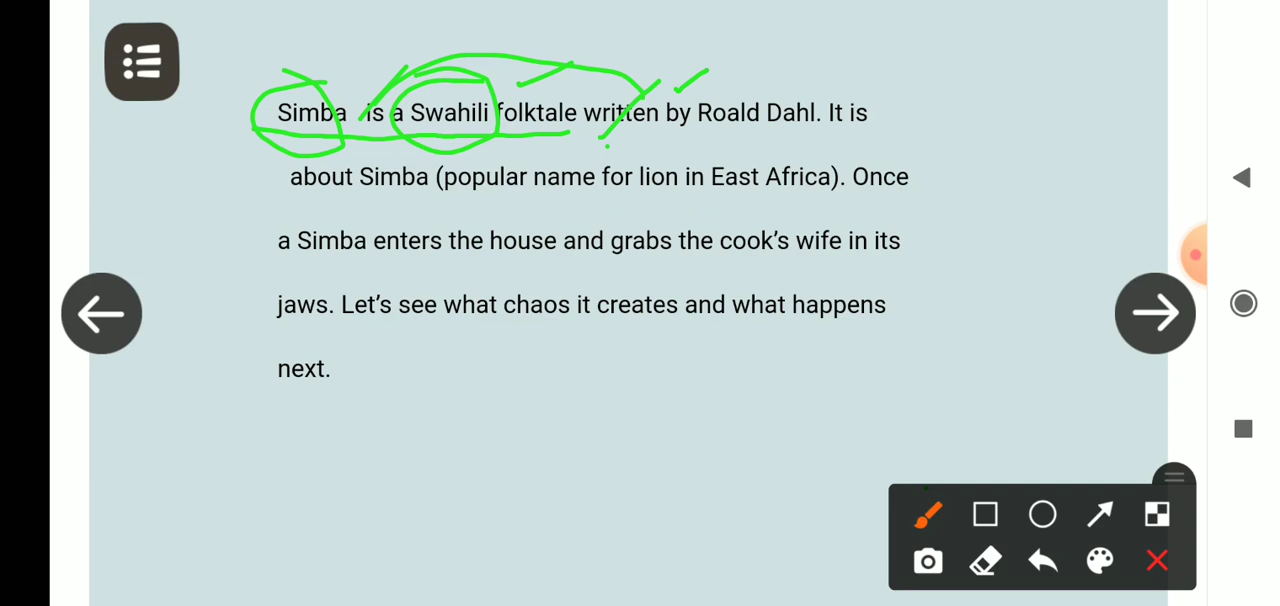 Simba is a Swahili folktale written by Roald Dahl. It is
about Simba (popular name for lion in East Africa). Once
a Simba enters the house and grabs the cook’s wife in its
jaws. Let’s see what chaos it creates and what happens
next.